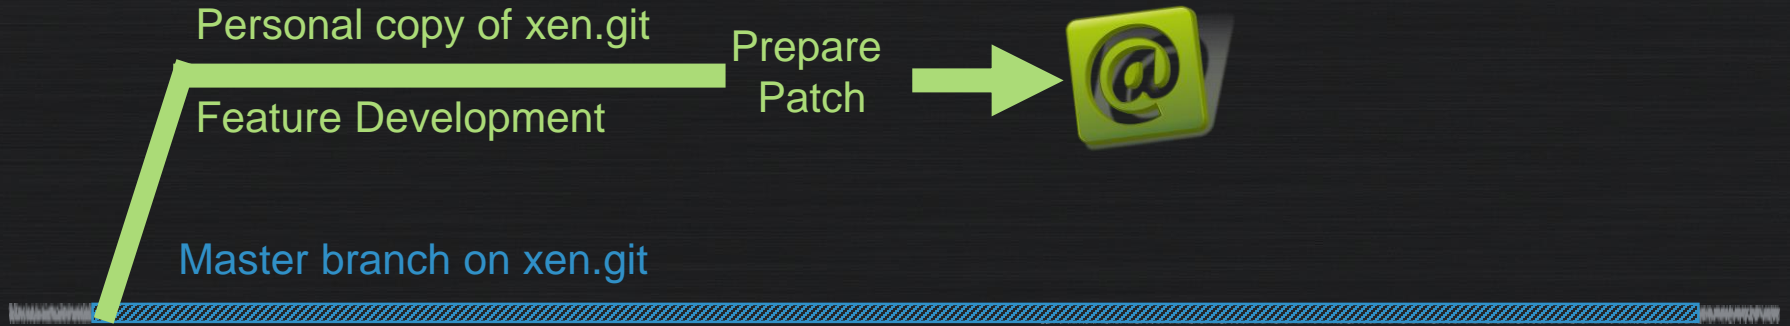 Personal copy of xen.git
Prepare
Patch
@
Feature Development
Master branch on xen.git